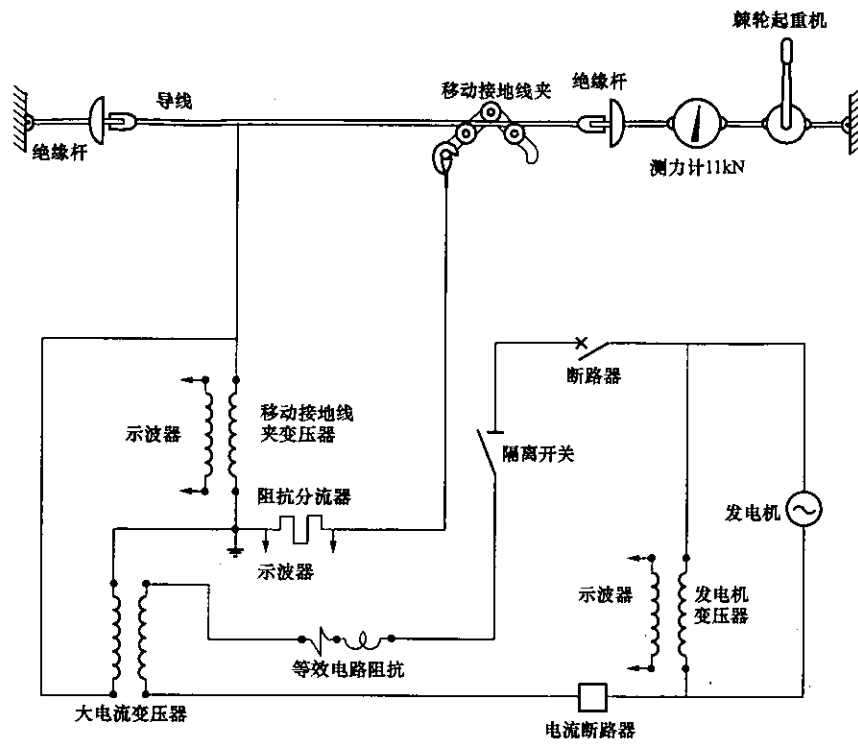 棘轮起重机
导线
移动接地线夹
绝缘杆
绝缘杆
测力计11kN
断路器
示波器
移动接地线
夹变压器
隔离开关
阻抗分流器
发电机
示波器
示波器
发电机
变压器
等效电路阻抗
大电流变压器
电流断路器